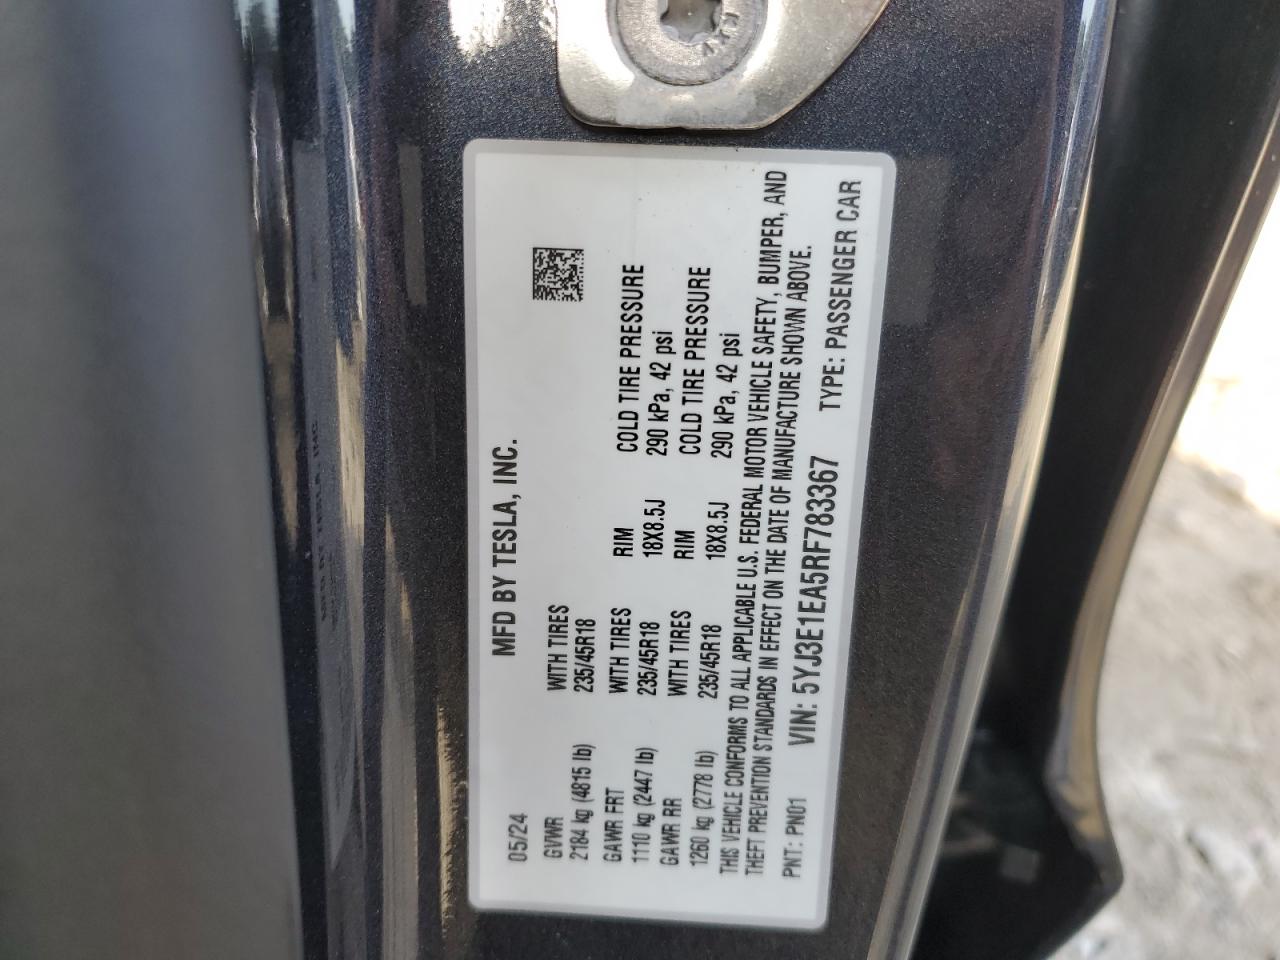 05/24 MFD BY TESLA, INC.
GVWR WITH TIRES
2184 kg (4815 lb) 235/45R18
GAWR FRT WITH TIRES RIM COLD TIRE PRESSURE
1110 kg (2447 lb) 235/45R18 18X8.5J 290 kPa, 42 psi
GAWR RR WITH TIRES RIM COLD TIRE PRESSURE
1260 kg (2778 lb) 235/45R18 18X8.5J 290 kPa, 42 psi
THIS VEHICLE CONFORMS TO ALL APPLICABLE U.S. FEDERAL MOTOR VEHICLE SAFETY, BUMPER, AND
THEFT PREVENTION STANDARDS IN EFFECT ON THE DATE OF MANUFACTURE SHOWN ABOVE.
PNT: PN01 VIN: 5YJ3E1EA5RF783367 TYPE: PASSENGER CAR